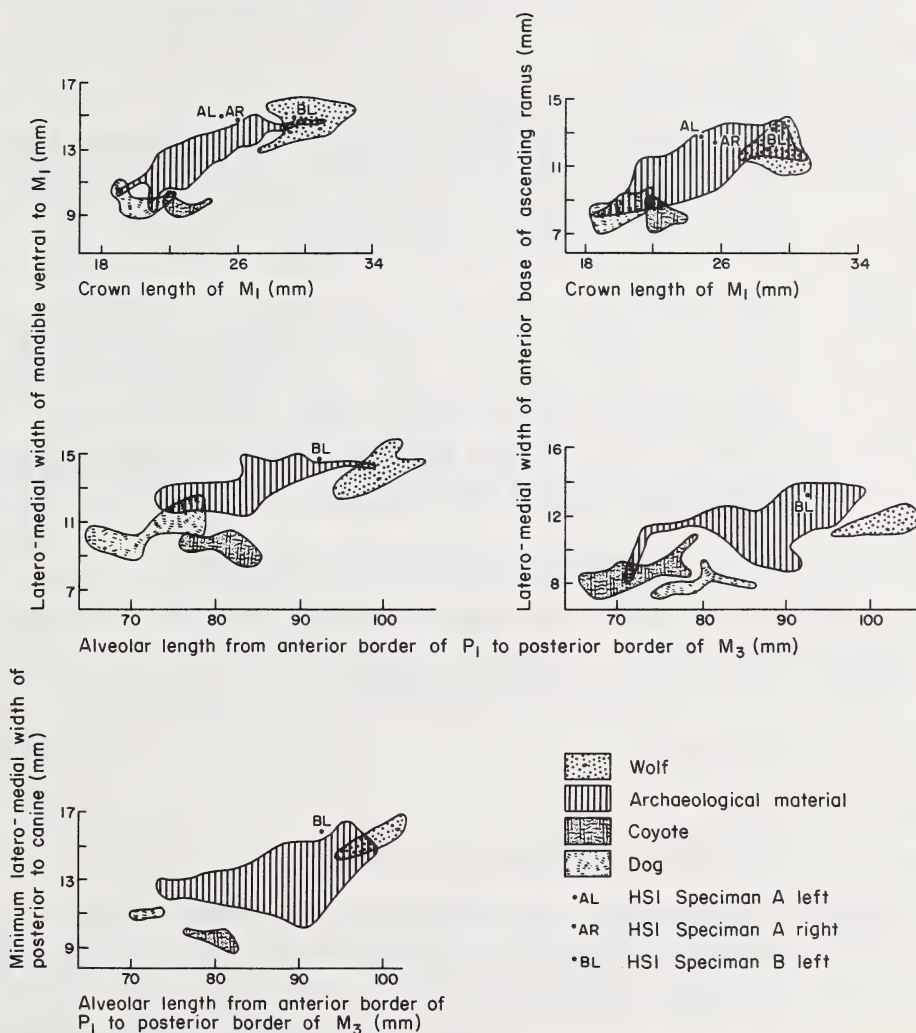 Latero-medial width of mandible ventral to M1 (mm)
17
15
13
11
9
AL AR
BL
18
22
26
30
34
Crown length of M1 (mm)
15
11
7
BL
70
80
90
100
Latero-medial width of anterior base of ascending ramus (mm)
15
11
7
AL
AR
BL
18
26
34
Crown length of M1 (mm)
16
12
8
BL
70
80
90
100
Alveolar length from anterior border of P1 to posterior border of M3 (mm)
Minimum latero-medial width of
posterior to canine (mm)
17
13
9
BL
70
80
90
100
Alveolar length from anterior border of
P1 to posterior border of M3 (mm)
Wolf
Archaeological material
Coyote
Dog
•AL HSI Speciman A left
•AR HSI Speciman A right
•BL HSI Speciman B left